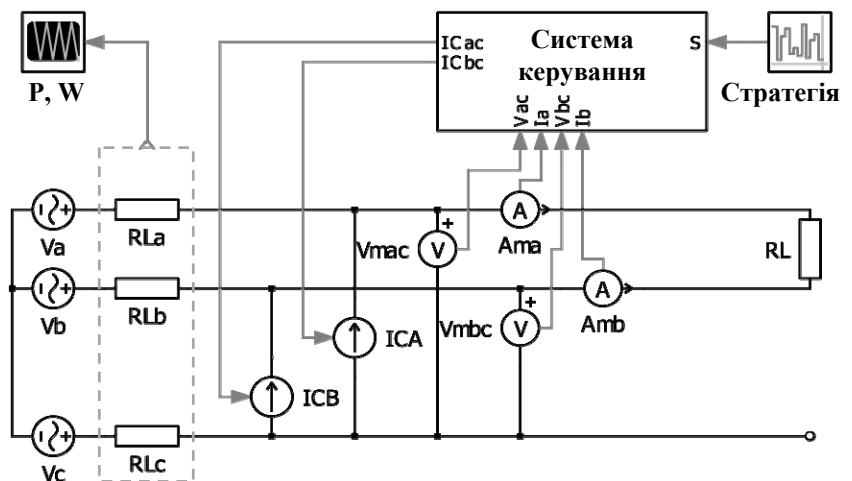 ICac
ICbc
Система
керування
S
P, W
Стратегія
Vac
Ia
Vbc
Ib
Va
RLa
Vmac
V
+
A
Ama
RL
Vb
RLb
ICA
Vmbc
V
+
A
Amb
ICB
Vc
RLc